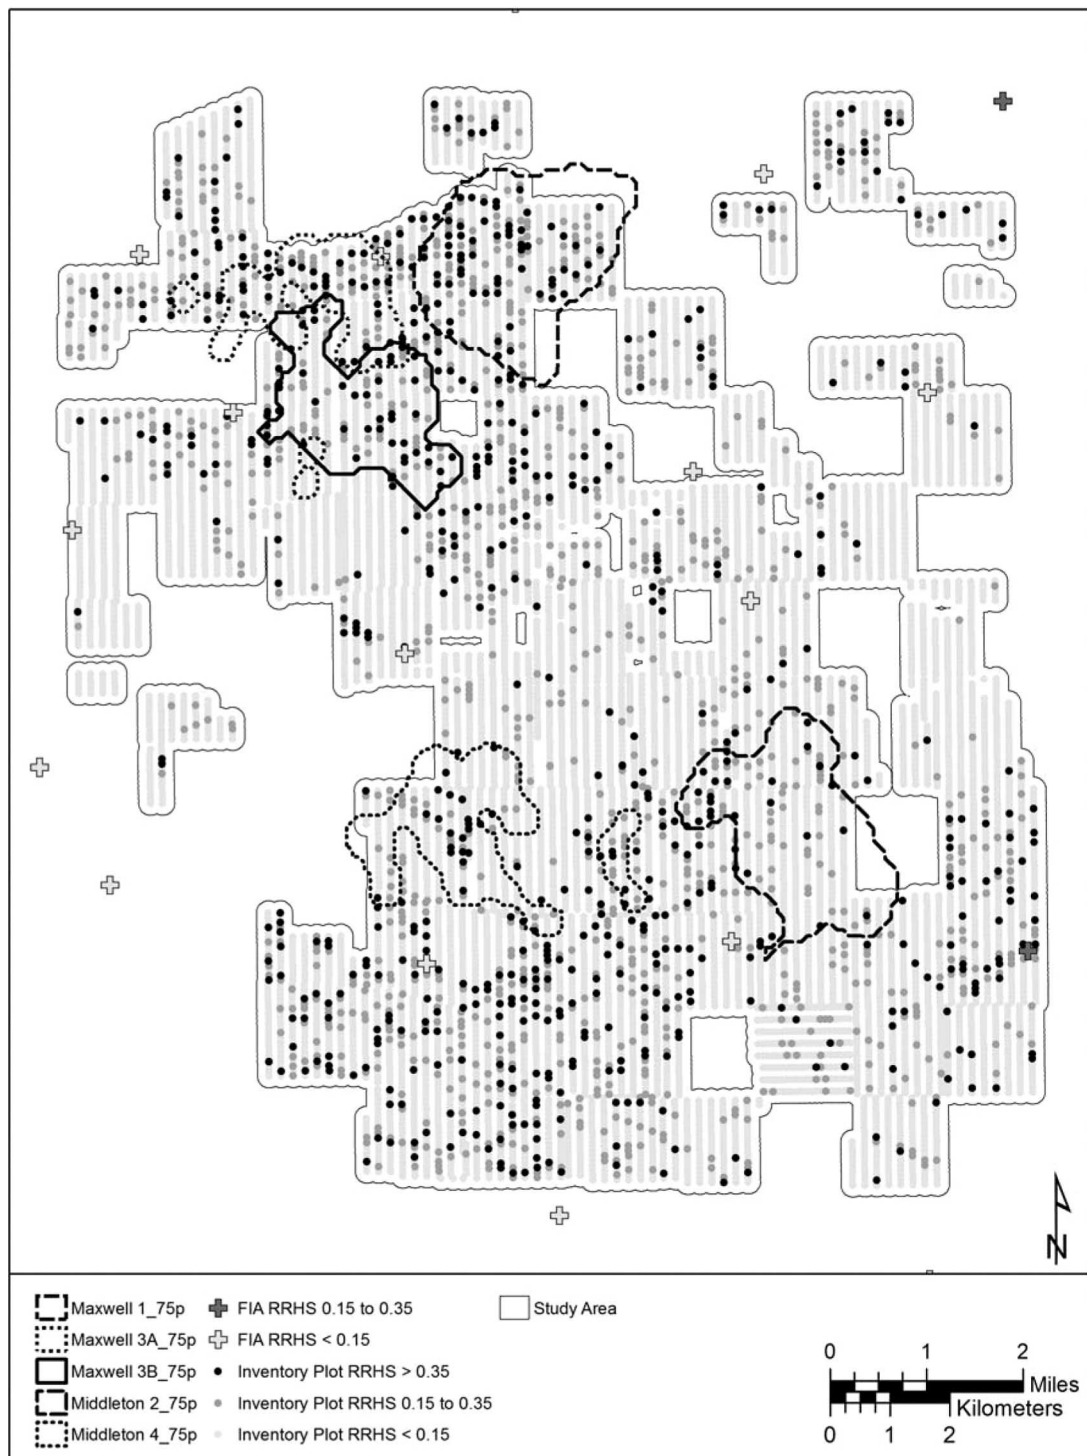 N
Maxwell 1_75p FIA RRHS 0.15 to 0.35 Study Area
Maxwell 3A_75p FIA RRHS < 0.15
Maxwell 3B_75p Inventory Plot RRHS > 0.35
Middleton 2_75p Inventory Plot RRHS 0.15 to 0.35
Middleton 4_75p Inventory Plot RRHS < 0.15
0 1 2
Miles
Kilometers
0 1 2